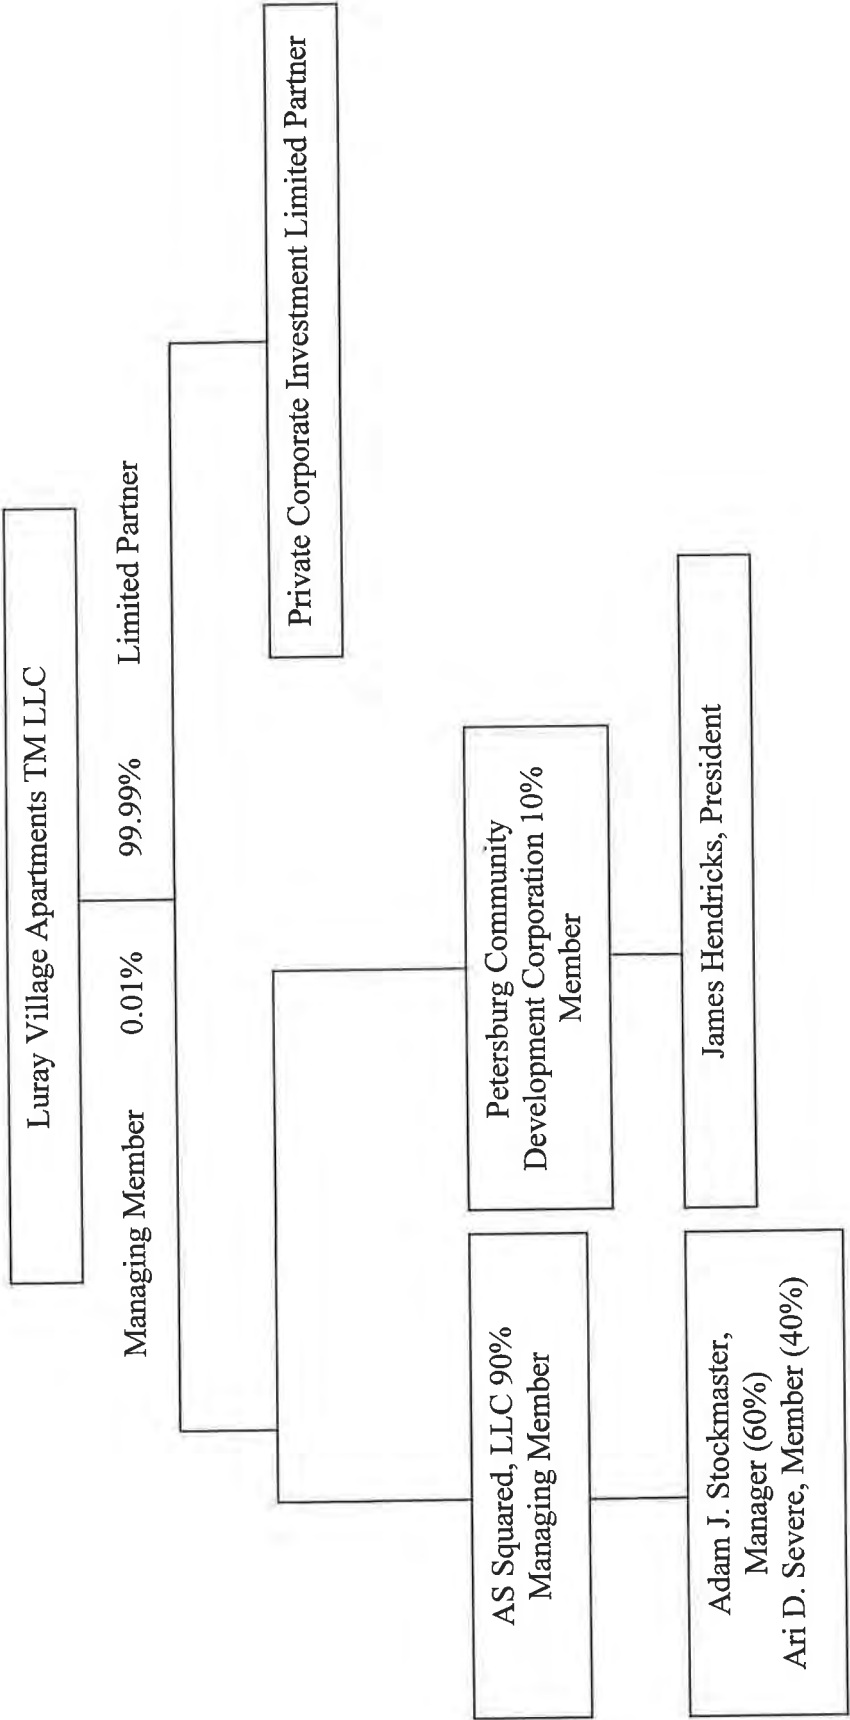 Luray Village Apartments TM LLC
Managing Member 0.01% 99.99% Limited Partner
Private Corporate Investment Limited Partner
AS Squared, LLC 90%
Managing Member
Petersburg Community
Development Corporation 10%
Member
Adam J. Stockmaster,
Manager (60%)
Ari D. Severe, Member (40%)
James Hendricks, President